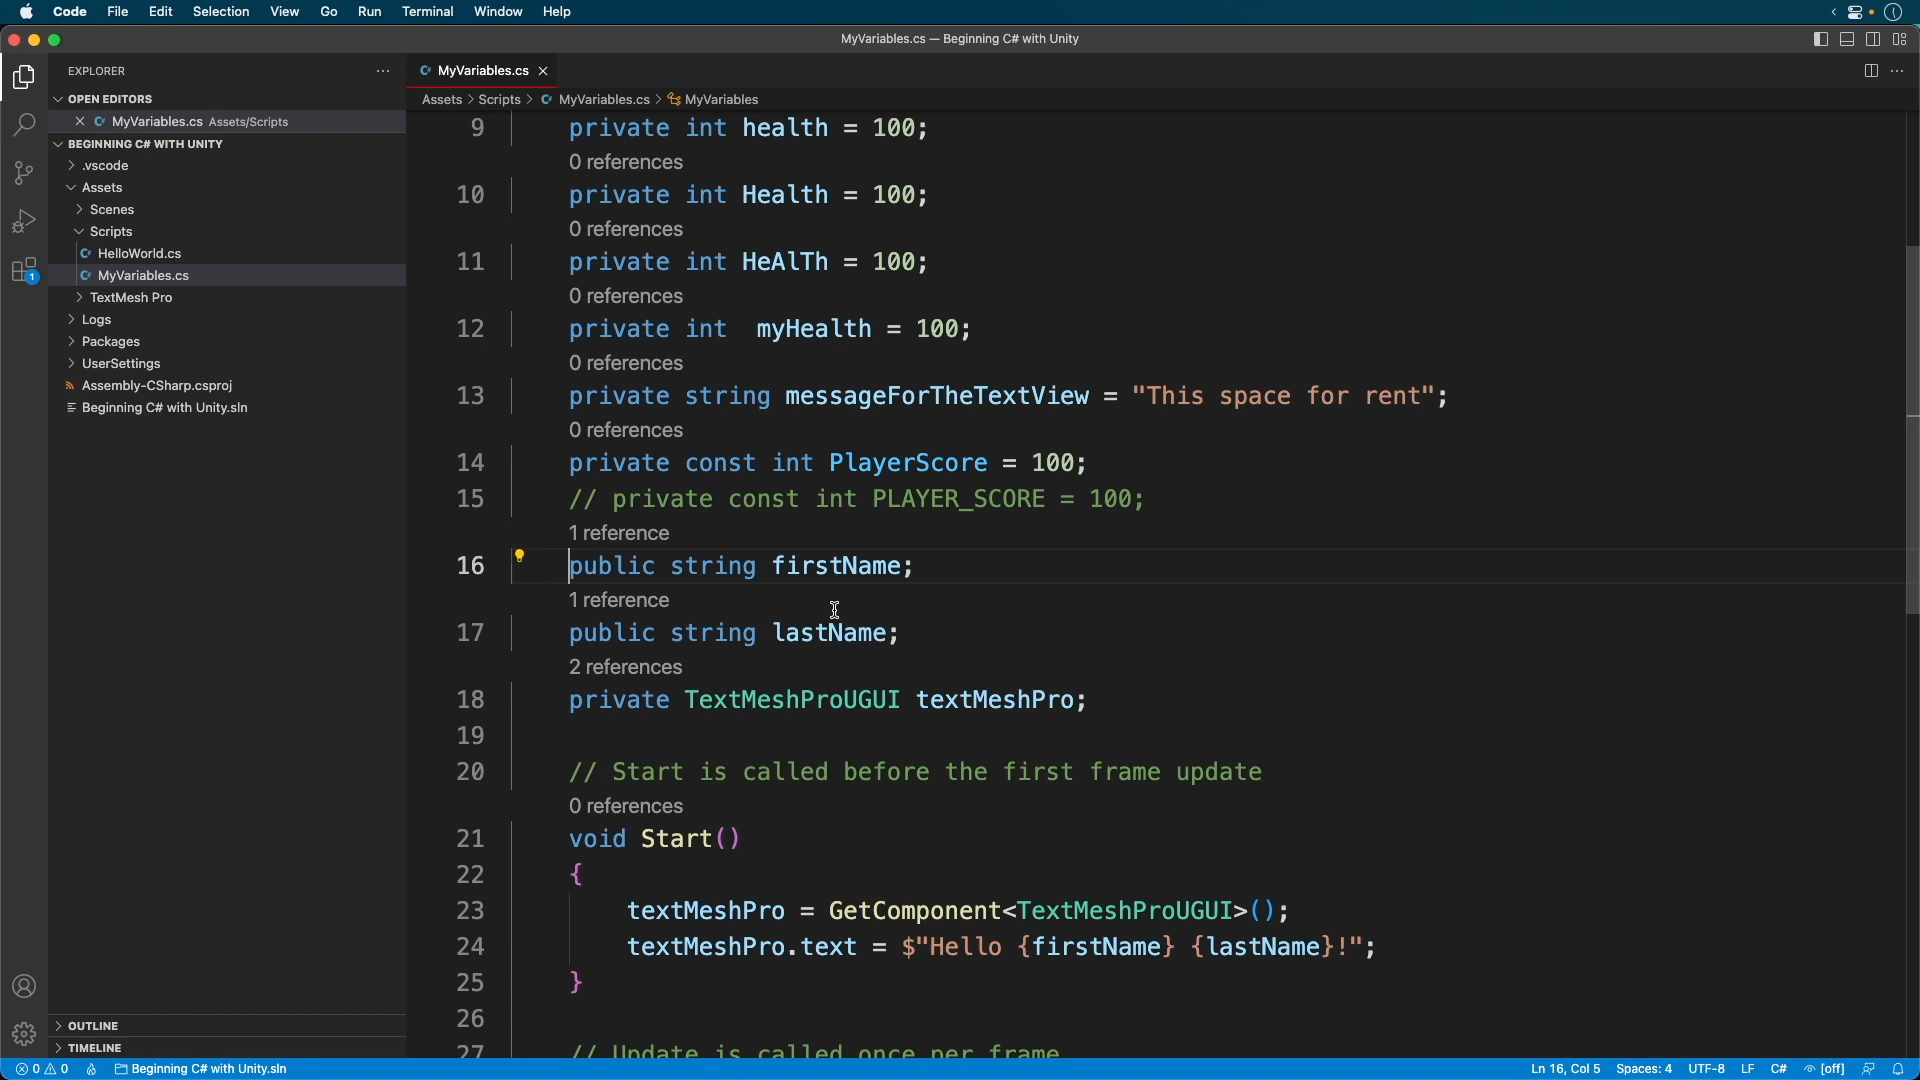 Code File Edit Selection View Go Run Terminal Window Help
MyVariables.cs — Beginning C# with Unity
EXPLORER
OPEN EDITORS
MyVariables.cs Assets/Scripts
BEGINNING C# WITH UNITY
.vscode
Assets
Scenes
Scripts
HelloWorld.cs
MyVariables.cs
TextMesh Pro
Logs
Packages
UserSettings
Assembly-CSharp.csproj
Beginning C# with Unity.sln
OUTLINE
TIMELINE
MyVariables.cs
Assets > Scripts > MyVariables.cs > MyVariables
9 private int health = 100;
0 references
10 private int Health = 100;
0 references
11 private int HeAlTh = 100;
0 references
12 private int  myHealth = 100;
0 references
13 private string messageForTheTextView = "This space for rent";
0 references
14 private const int PlayerScore = 100;
15 // private const int PLAYER_SCORE = 100;
1 reference
16 public string firstName;
1 reference
17 public string lastName;
2 references
18 private TextMeshProUGUI textMeshPro;
19
20 // Start is called before the first frame update
0 references
21 void Start()
22 {
23 textMeshPro = GetComponent<TextMeshProUGUI>();
24 textMeshPro.text = $"Hello {firstName} {lastName}!";
25 }
26
27 // Update is called once per frame
0 0 Beginning C# with Unity.sln Ln 16, Col 5 Spaces: 4 UTF-8 LF C# [off]
1